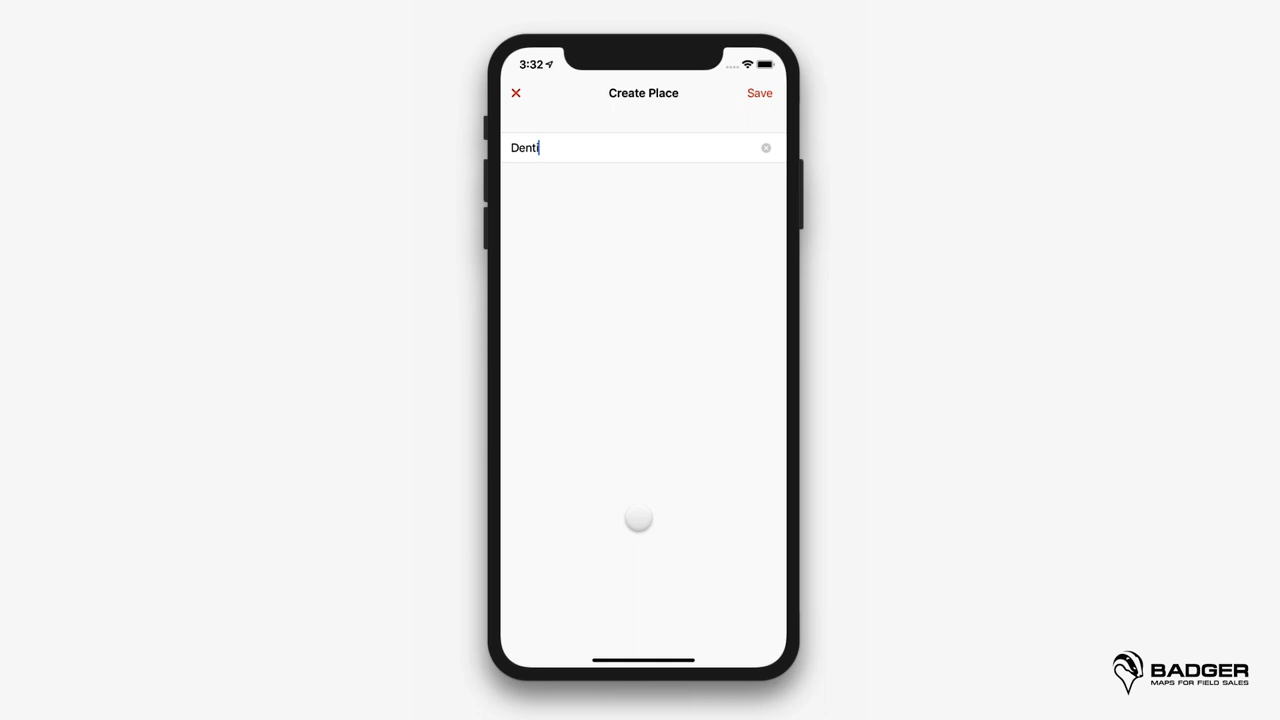 3:32
Create Place
Save
Denti
BADGER
MAPS FOR FIELD SALES